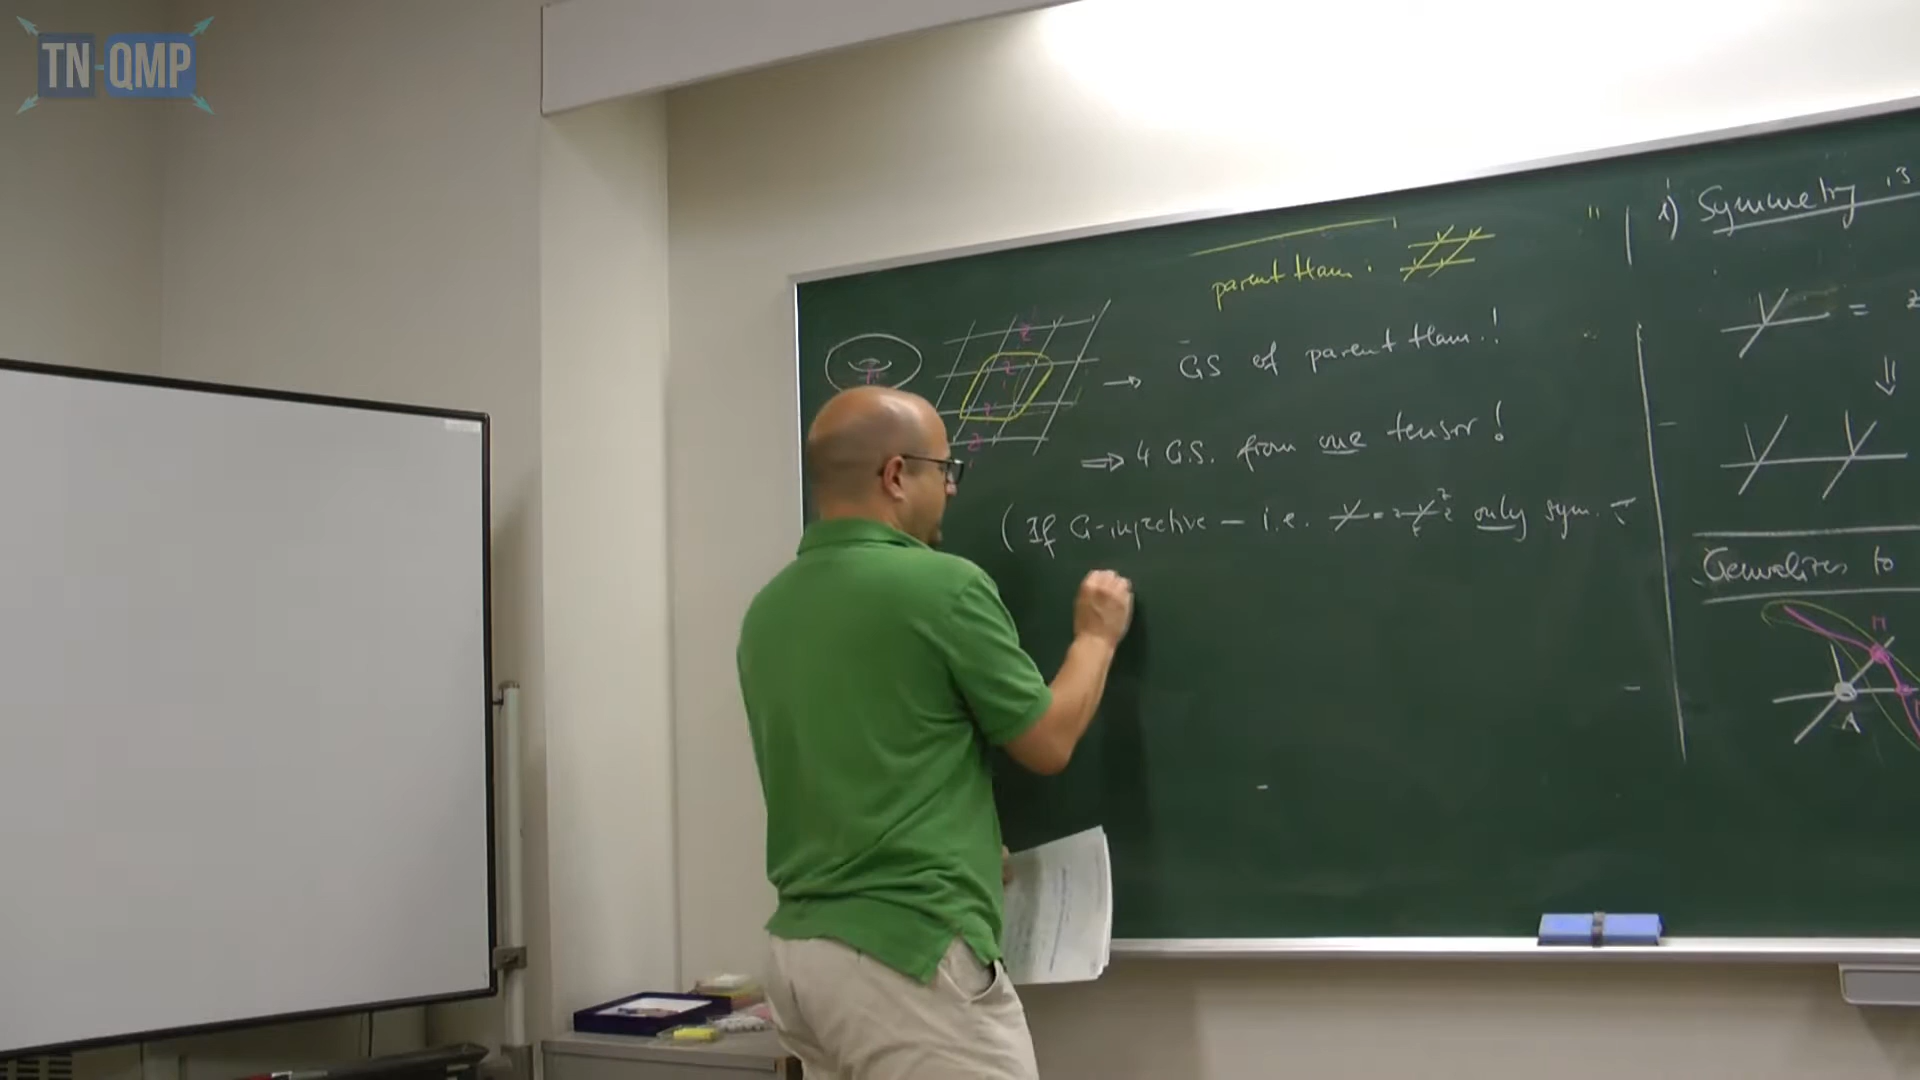 TN-QMP
parent Ham:
z
z
z
z
→ GS of parent Ham.!
⇒ 4 G.S. from one tensor!
(If G-injective – i.e. only sym.
1) Symmetry is
=
⇓
Generalizes to
M
A